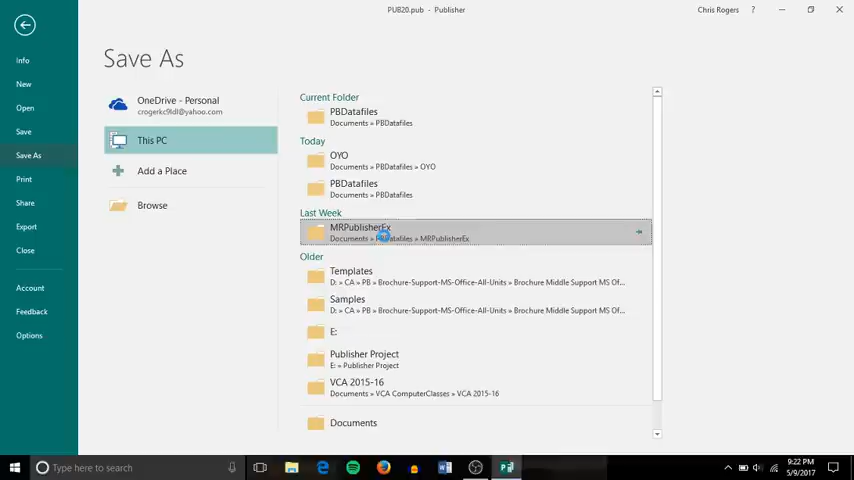 PUB20.pub - Publisher
Chris Rogers
?
Info
New
Open
Save
Save As
Print
Share
Export
Close
Account
Feedback
Options
Save As
OneDrive - Personal
crogerkc9ldl@yahoo.com
This PC
Add a Place
Browse
Current Folder
PBDatafiles
Documents » PBDatafiles
Today
OYO
Documents » PBDatafiles » OYO
PBDatafiles
Documents » PBDatafiles
Last Week
MRPublisherEx
Documents » PBDatafiles » MRPublisherEx
Older
Templates
D: » CA » PB » Brochure-Support-MS-Office-All-Units » Brochure Middle Support MS Of...
Samples
D: » CA » PB » Brochure-Support-MS-Office-All-Units » Brochure Middle Support MS Of...
E:
Publisher Project
E: » Publisher Project
VCA 2015-16
Documents » VCA ComputerClasses » VCA 2015-16
Documents
Type here to search
9:22 PM
5/9/2017